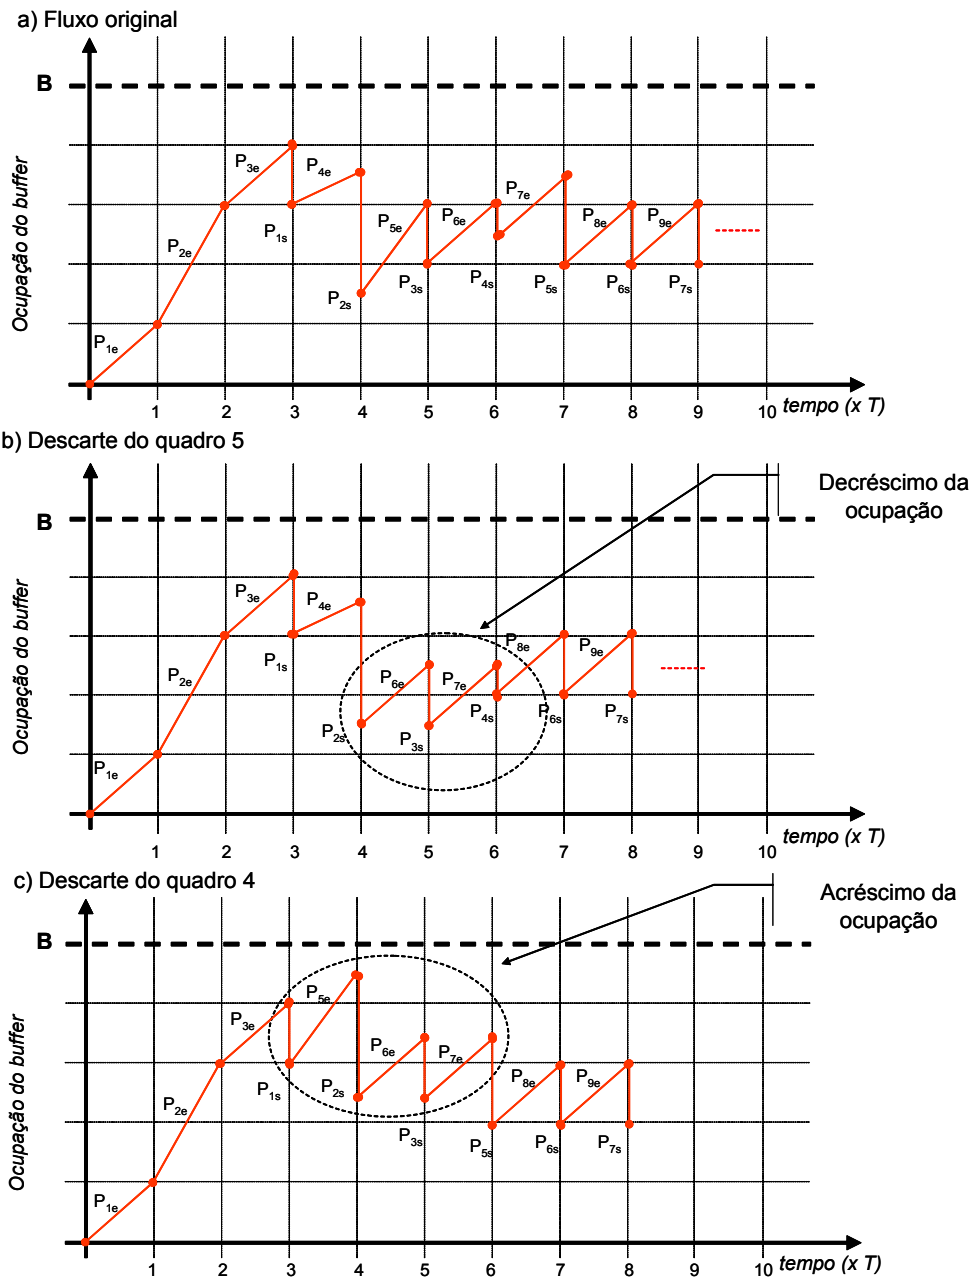 a) Fluxo original
B
Ocupação do buffer
P1e
P2e
P3e
P4e
P1s
P5e
P2s
P6e
P3s
P7e
P4s
P8e
P5s
P9e
P6s
P7s
1 2 3 4 5 6 7 8 9 10
tempo (x T)
b) Descarte do quadro 5
Decréscimo da
ocupação
B
Ocupação do buffer
P1e
P2e
P3e
P4e
P1s
P6e
P2s
P7e
P3s
P8e
P4s
P9e
P6s
P7s
tempo (x T)
1 2 3 4 5 6 7 8 9 10
c) Descarte do quadro 4
Acréscimo da
ocupação
B
Ocupação do buffer
P1e
P2e
P3e
P5e
P1s
P6e
P2s
P7e
P3s
P8e
P5s
P9e
P6s
P7s
tempo (x T)
1 2 3 4 5 6 7 8 9 10